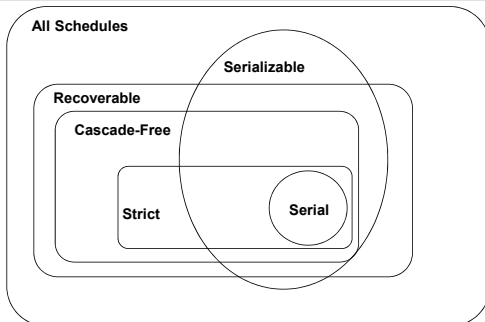 All Schedules
Serializable
Recoverable
Cascade-Free
Strict
Serial